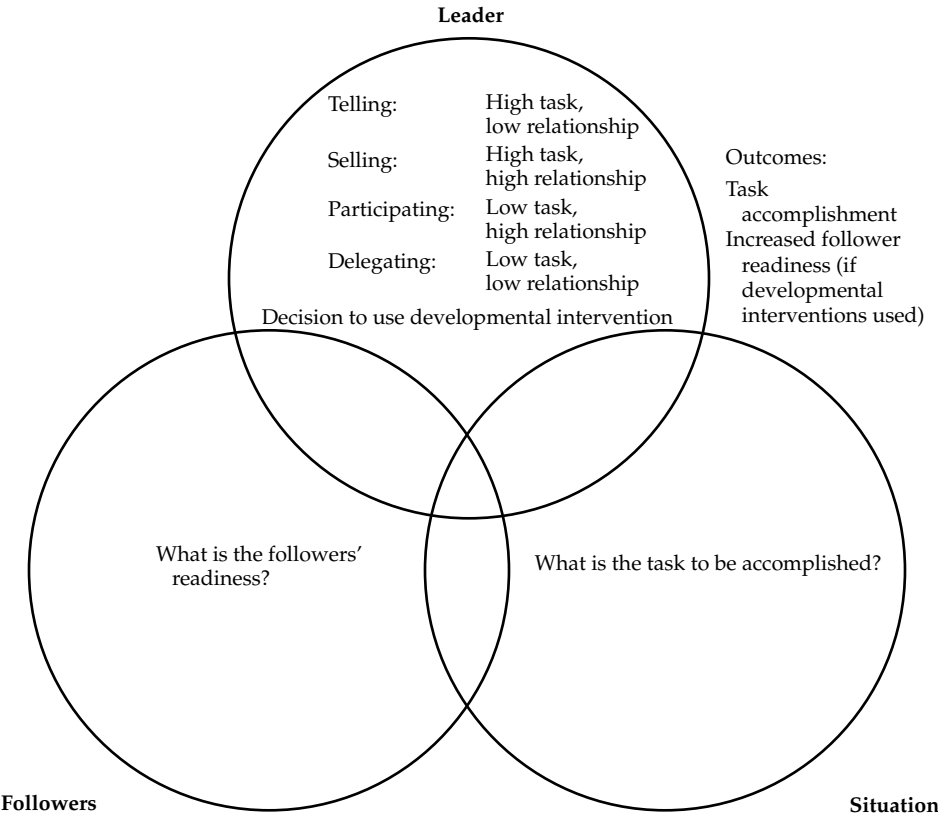 Leader
Telling: High task,
low relationship
Selling: High task,
high relationship
Participating: Low task,
high relationship
Delegating: Low task,
low relationship
Decision to use developmental intervention
Outcomes:
Task
accomplishment
Increased follower
readiness (if
developmental
interventions used)
What is the followers’
readiness?
What is the task to be accomplished?
Followers
Situation